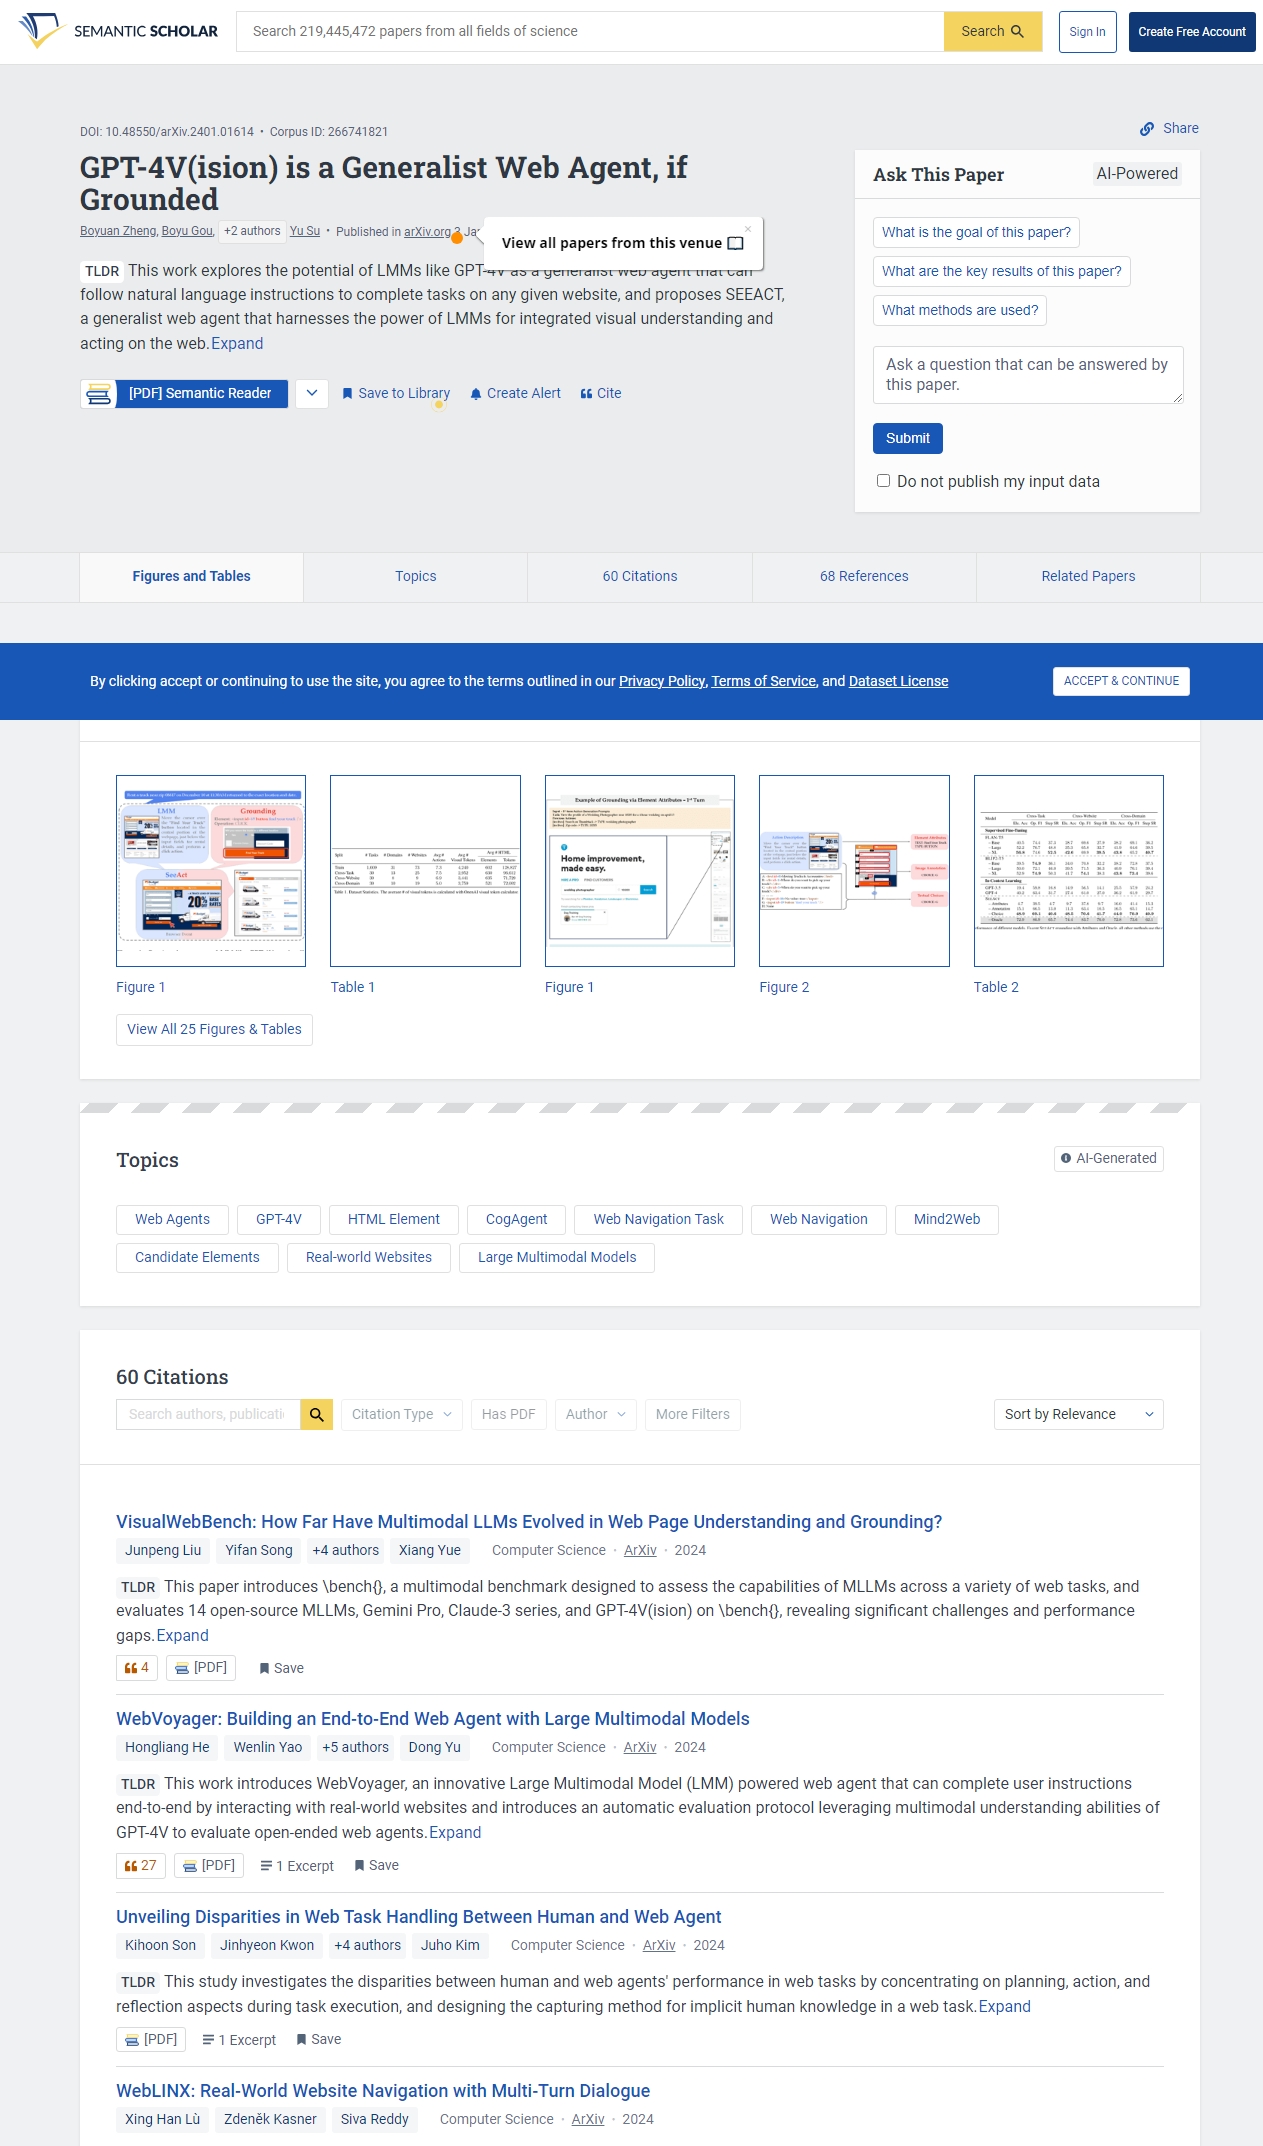 SEMANTIC SCHOLAR
Search 219,445,472 papers from all fields of science
Search
Sign In
Create Free Account
DOI: 10.48550/arXiv.2401.01614 • Corpus ID: 266741821
Share
GPT-4V(ision) is a Generalist Web Agent, if
Grounded
Boyuan Zheng, Boyu Gou, +2 authors Yu Su • Published in arXiv.org 3
View all papers from this venue
×
TLDR This work explores the potential of LMMs like GPT-4V as a generalist web agent that can
follow natural language instructions to complete tasks on any given website, and proposes SEEACT,
a generalist web agent that harnesses the power of LMMs for integrated visual understanding and
acting on the web. Expand
[PDF] Semantic Reader
Save to Library
Create Alert
Cite
Ask This Paper
AI-Powered
What is the goal of this paper?
What are the key results of this paper?
What methods are used?
Ask a question that can be answered by
this paper.
Submit
Do not publish my input data
Figures and Tables
Topics
60 Citations
68 References
Related Papers
By clicking accept or continuing to use the site, you agree to the terms outlined in our Privacy Policy, Terms of Service, and Dataset License
ACCEPT & CONTINUE
LMM
Grounding
SeeAct
20%
Example of Grounding via Element Attributes – 1st Turn
Home improvement,
made easy.
Figure 1
Table 1
Figure 1
Figure 2
Table 2
View All 25 Figures & Tables
Topics
AI-Generated
Web Agents
GPT-4V
HTML Element
CogAgent
Web Navigation Task
Web Navigation
Mind2Web
Candidate Elements
Real-world Websites
Large Multimodal Models
60 Citations
Search authors, publicati
Citation Type
Has PDF
Author
More Filters
Sort by Relevance
VisualWebBench: How Far Have Multimodal LLMs Evolved in Web Page Understanding and Grounding?
Junpeng Liu Yifan Song +4 authors Xiang Yue Computer Science · ArXiv · 2024
TLDR This paper introduces \bench{}, a multimodal benchmark designed to assess the capabilities of MLLMs across a variety of web tasks, and
evaluates 14 open-source MLLMs, Gemini Pro, Claude-3 series, and GPT-4V(ision) on \bench{}, revealing significant challenges and performance
gaps. Expand
4 [PDF] Save
WebVoyager: Building an End-to-End Web Agent with Large Multimodal Models
Hongliang He Wenlin Yao +5 authors Dong Yu Computer Science · ArXiv · 2024
TLDR This work introduces WebVoyager, an innovative Large Multimodal Model (LMM) powered web agent that can complete user instructions
end-to-end by interacting with real-world websites and introduces an automatic evaluation protocol leveraging multimodal understanding abilities of
GPT-4V to evaluate open-ended web agents. Expand
27 [PDF] 1 Excerpt Save
Unveiling Disparities in Web Task Handling Between Human and Web Agent
Kihoon Son Jinhyeon Kwon +4 authors Juho Kim Computer Science · ArXiv · 2024
TLDR This study investigates the disparities between human and web agents' performance in web tasks by concentrating on planning, action, and
reflection aspects during task execution, and designing the capturing method for implicit human knowledge in a web task. Expand
[PDF] 1 Excerpt Save
WebLINX: Real-World Website Navigation with Multi-Turn Dialogue
Xing Han Lù Zdeněk Kasner Siva Reddy Computer Science · ArXiv · 2024